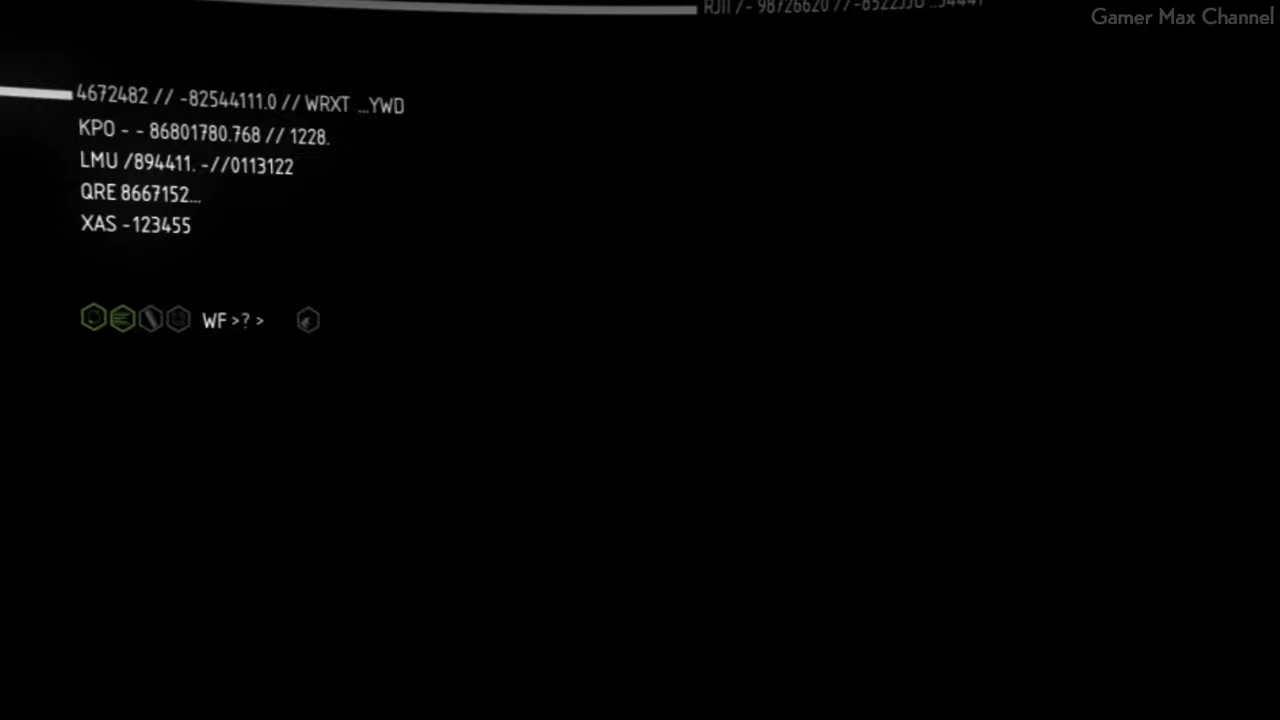 Gamer Max Channel
4672482 // -82544111.0 // WRXT ...YWD
KPO - - 86801780.768 // 1228.
LMU /894411. -//0113122
QRE 8667152...
XAS -123455
WF >? >